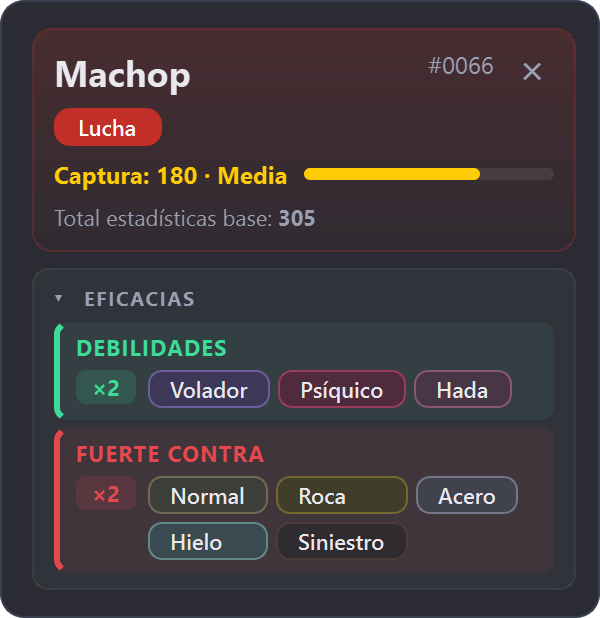 Machop
#0066 ✕
Lucha
Captura: 180 · Media
Total estadísticas base: 305
▾ EFICACIAS
DEBILIDADES
×2 Volador Psíquico Hada
FUERTE CONTRA
×2 Normal Roca Acero
Hielo Siniestro